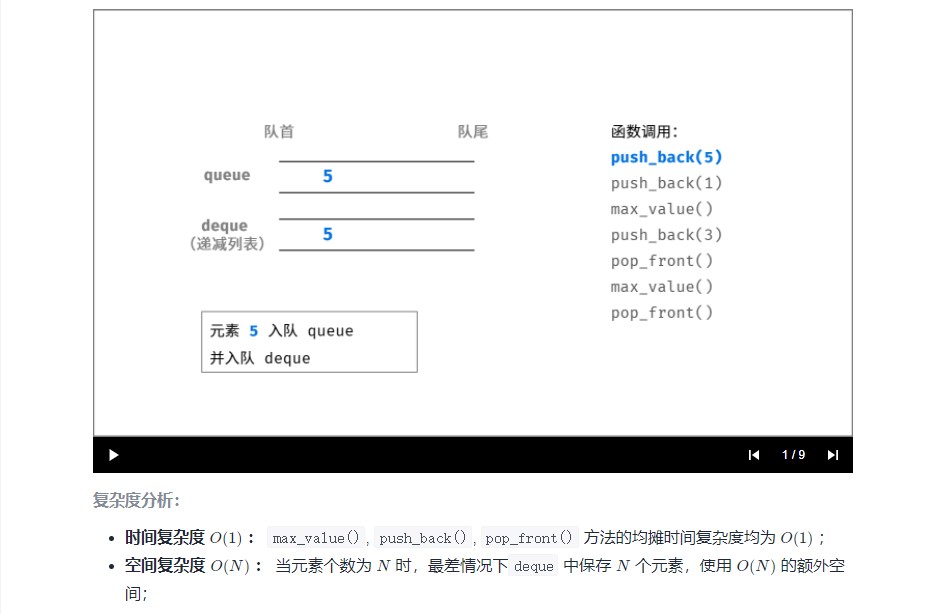 队首 队尾 函数调用：
push_back(5)
queue 5 push_back(1)
max_value()
deque 5 push_back(3)
（递减列表） pop_front()
max_value()
pop_front()
元素 5 入队 queue
并入队 deque
1 / 9
复杂度分析：
• 时间复杂度 O(1) ： max_value() , push_back() , pop_front() 方法的均摊时间复杂度均为 O(1) ；
• 空间复杂度 O(N) ： 当元素个数为 N 时，最差情况下 deque 中保存 N 个元素，使用 O(N) 的额外空
间；